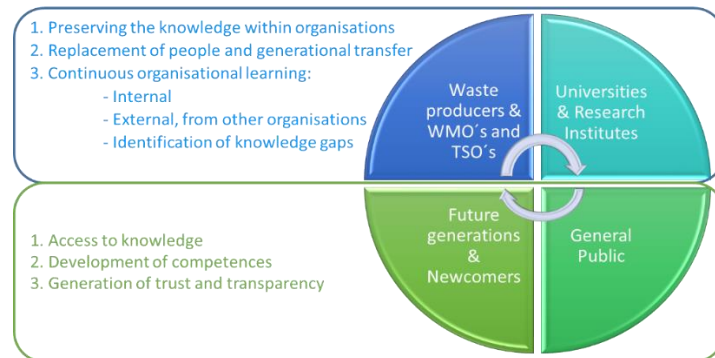 1. Preserving the knowledge within organisations
2. Replacement of people and generational transfer
3. Continuous organisational learning:
- Internal
- External, from other organisations
- Identification of knowledge gaps
Waste
producers &
WMO´s and
TSO´s
Universities
& Research
Institutes
1. Access to knowledge
2. Development of competences
3. Generation of trust and transparency
Future
generations
&
Newcomers
General
Public